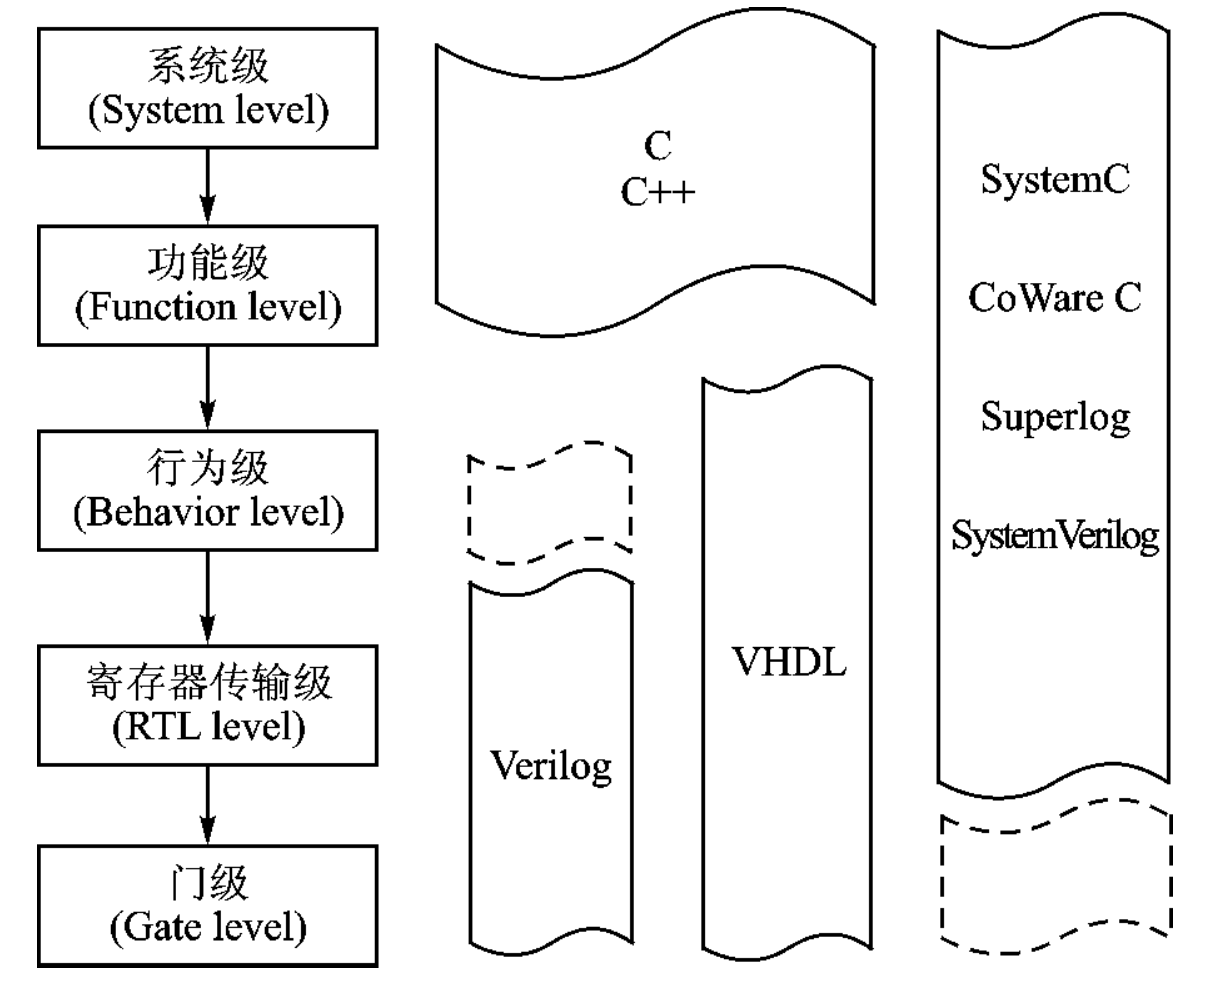 系统级
(System level)
功能级
(Function level)
行为级
(Behavior level)
寄存器传输级
(RTL level)
门级
(Gate level)
C
C++
Verilog
VHDL
SystemC
CoWare C
Superlog
SystemVerilog